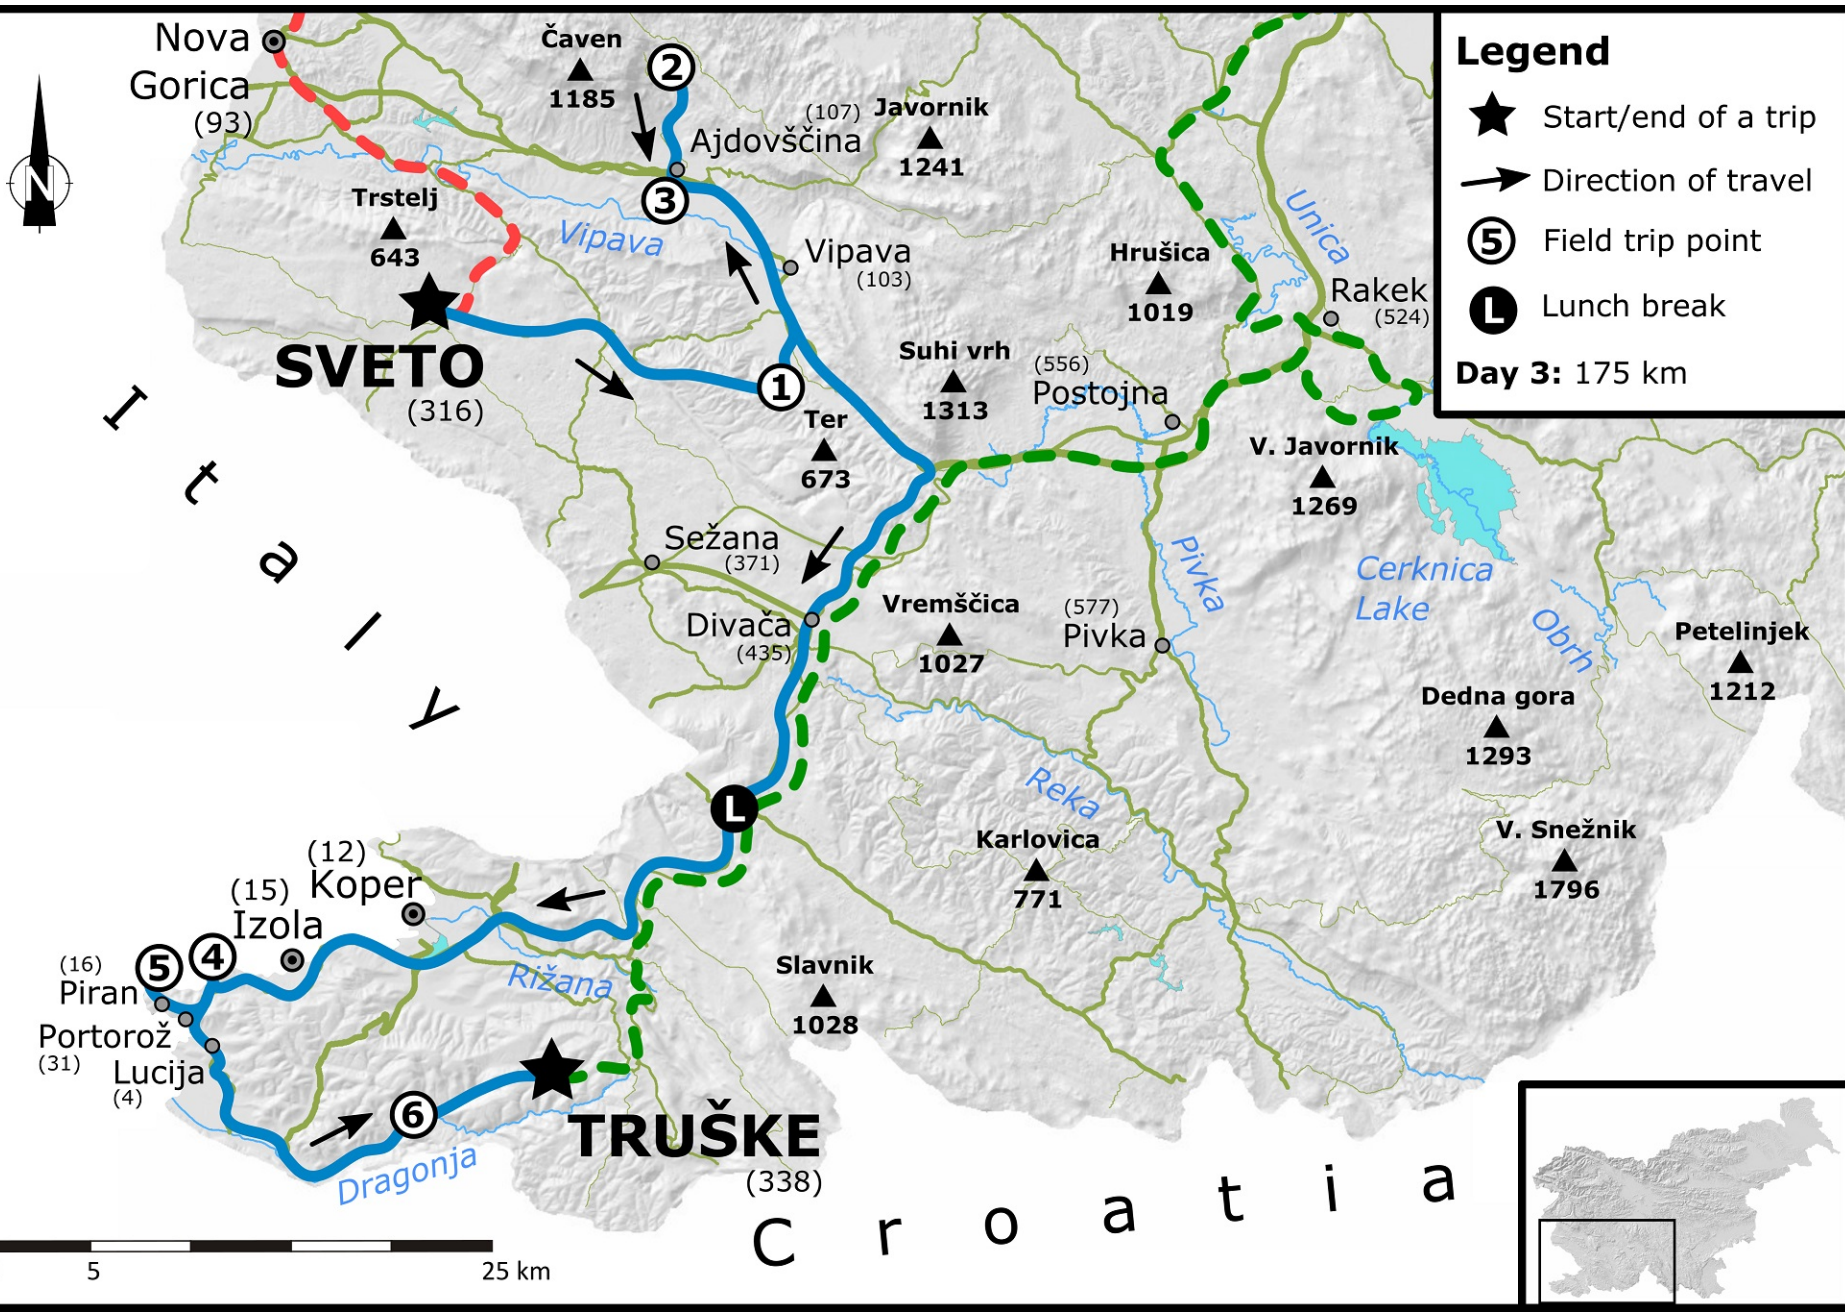 Nova
Gorica
(93)
Čaven
1185
2
(107)
Ajdovščina
Javornik
1241
3
Trstelj
643
Vipava
Vipava
(103)
Hrušica
1019
Unica
Rakek
(524)
SVETO
(316)
1
Ter
673
Suhi vrh
1313
(556)
Postojna
V. Javornik
1269
Cerknica
Lake
Sežana
(371)
Divača
(435)
Vremščica
1027
(577)
Pivka
Pivka
Obrh
Petelinjek
1212
Dedna gora
1293
V. Snežnik
1796
Reka
Karlovica
771
L
(12)
Koper
(15)
Izola
4
5
(16)
Piran
Portorož
(31)
Lucija
(4)
Rižana
Slavnik
1028
6
TRUŠKE
(338)
Dragonja
Italy
Croatia
5
25 km
N
Legend
Start/end of a trip
Direction of travel
5 Field trip point
L Lunch break
Day 3: 175 km